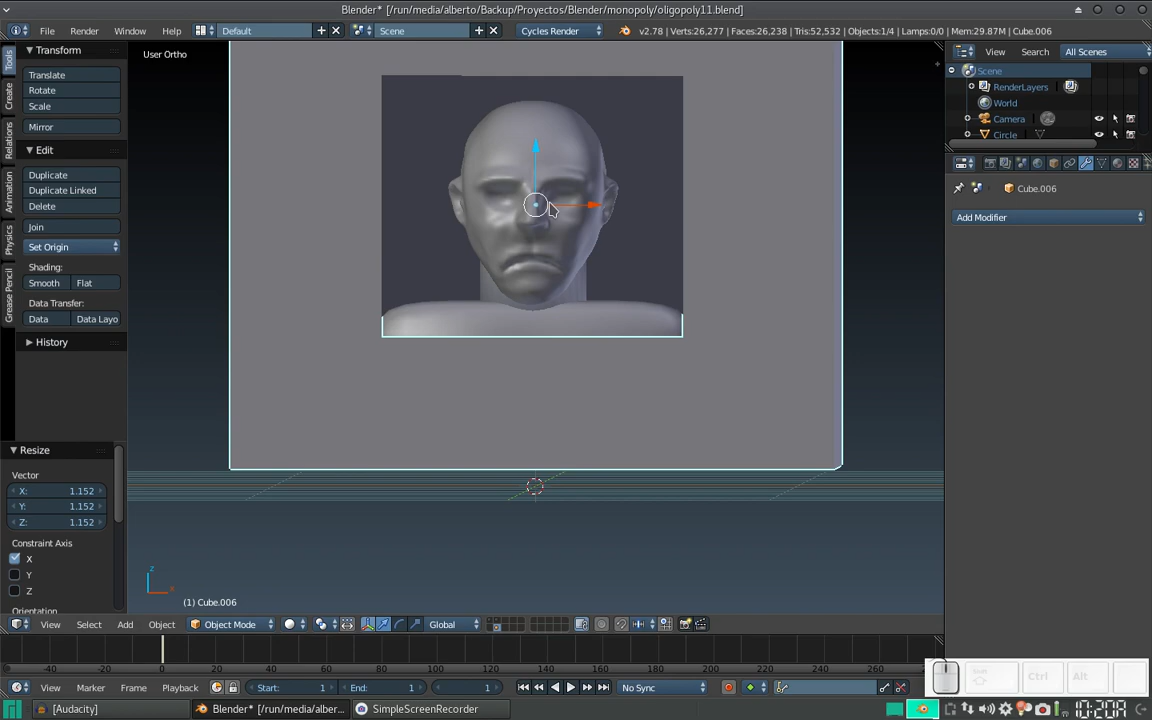 Blender* [/run/media/alberto/Backup/Proyectos/Blender/monopoly/oligopoly11.blend]
File Render Window Help Default Scene Cycles Render v2.78 | Verts:26,277 | Faces:26,238 | Tris:52,532 | Objects:1/4 | Lamps:0/0 | Mem:29.87M | Cube.006
Tools
Create
Relations
Animation
Physics
Grease Pencil
Transform
Translate
Rotate
Scale
Mirror
Edit
Duplicate
Duplicate Linked
Delete
Join
Set Origin
Shading:
Smooth Flat
Data Transfer:
Data Data Layo
History
Resize
Vector
X: 1.152
Y: 1.152
Z: 1.152
Constraint Axis
X
Y
Z
Orientation
User Ortho
z
x
(1) Cube.006
View Search All Scenes
Scene
RenderLayers
World
Camera
Circle
Cube.006
Add Modifier
View Select Add Object Object Mode Global
-40 -20 0 20 40 60 80 100 120 140 160 180 200 220 240 260
View Marker Frame Playback Start: 1 End: 1 1 No Sync
Ctrl Alt
[Audacity] Blender* [/run/media/alber... SimpleScreenRecorder 10:20:09